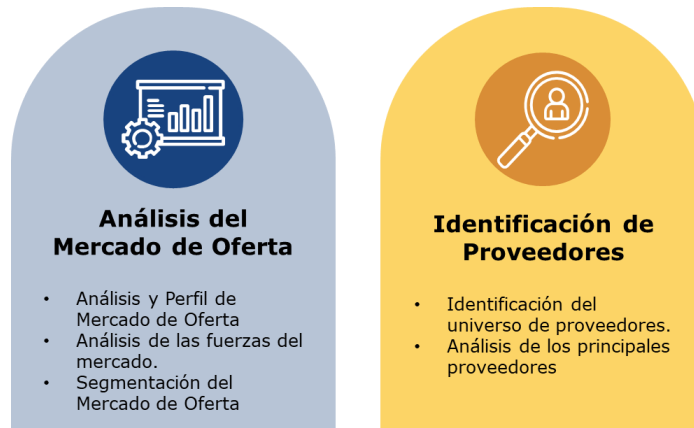 Análisis del
Mercado de Oferta
• Análisis y Perfil de
Mercado de Oferta
• Análisis de las fuerzas del
mercado.
• Segmentación del
Mercado de Oferta
Identificación de
Proveedores
• Identificación del
universo de proveedores.
• Análisis de los principales
proveedores